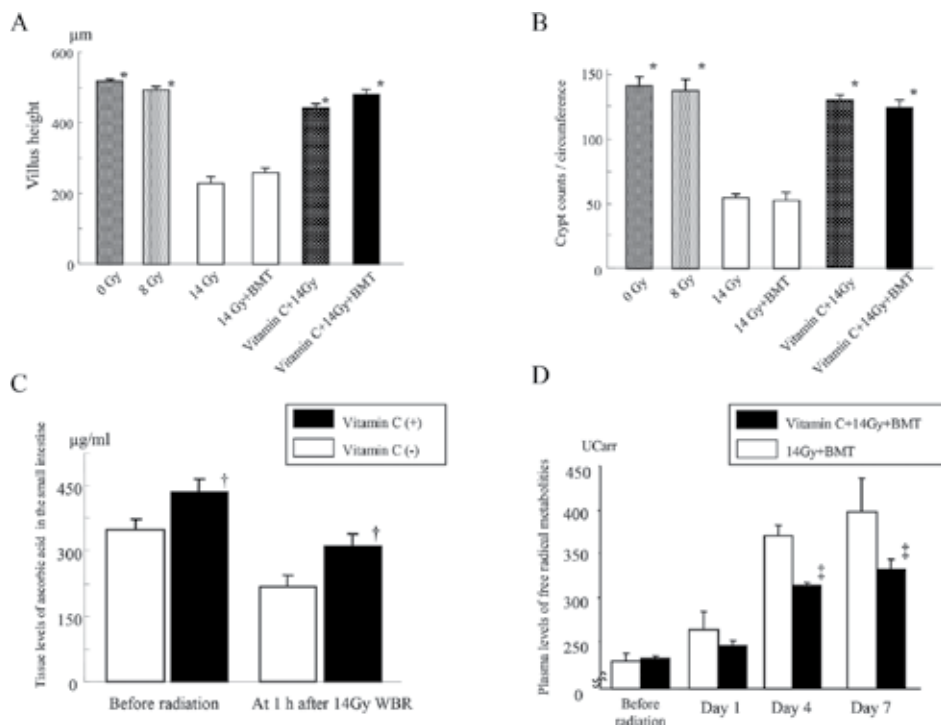 A
μm
600
400
200
0
Villus height
*
*
*
*
0 Gy
8 Gy
14 Gy
14 Gy+BMT
Vitamin C+14Gy
Vitamin C+14Gy+BMT
B
150
100
50
0
Crypt counts / circunference
*
*
*
*
0 Gy
8 Gy
14 Gy
14 Gy+BMT
Vitamin C+14Gy
Vitamin C+14Gy+BMT
C
Vitamin C (+)
Vitamin C (-)
μg/ml
450
300
150
0
Tissue levels of ascorbic acid in the small intestine
†
†
Before radiation
At 1 h after 14Gy WBR
D
Vitamin C+14Gy+BMT
14Gy+BMT
UCarr
450
400
350
300
250
0
Plasma levels of free radical metabolities
‡
‡
Before
radiation
Day 1
Day 4
Day 7